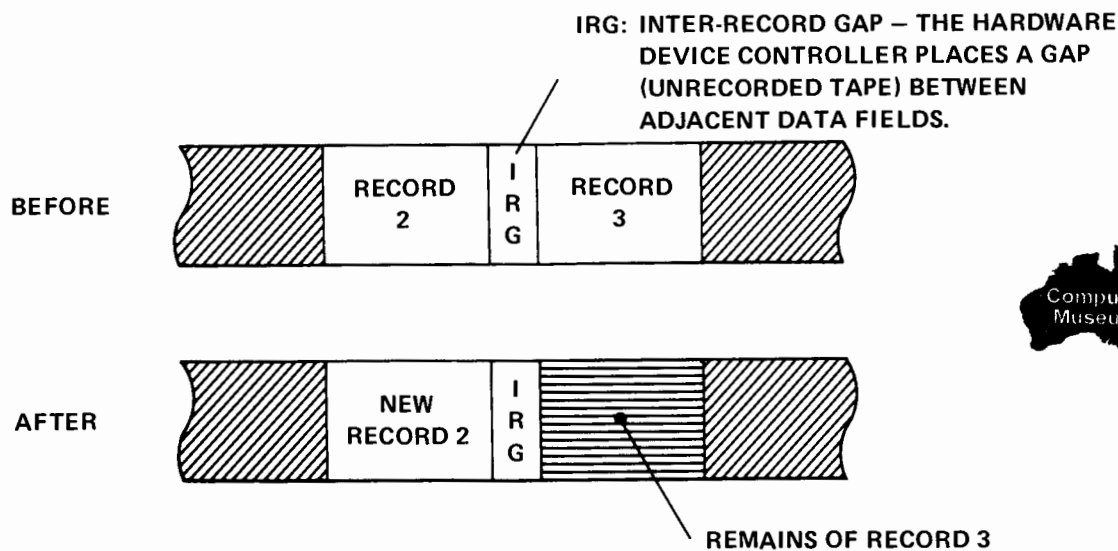 IRG: INTER-RECORD GAP – THE HARDWARE
DEVICE CONTROLLER PLACES A GAP
(UNRECORDED TAPE) BETWEEN
ADJACENT DATA FIELDS.
BEFORE
RECORD
2
I
R
G
RECORD
3
AFTER
NEW
RECORD 2
I
R
G
REMAINS OF RECORD 3